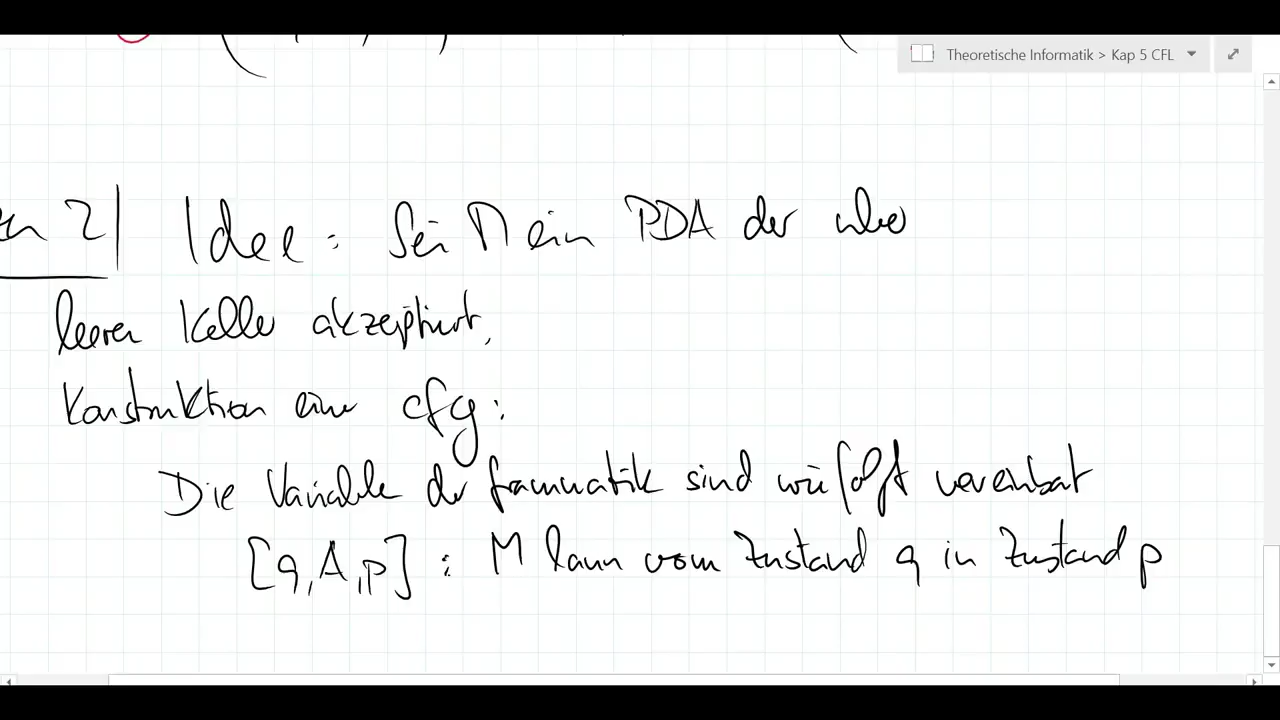 Theoretische Informatik > Kap 5 CFL
2| Idee: Sei M ein PDA der über
leeren Keller akzeptiert,
Konstruktion einer cfg:
Die Variable der Grammatik sind wie folgt vereinbart
[q,A,p] : M kann vom Zustand q in Zustand p